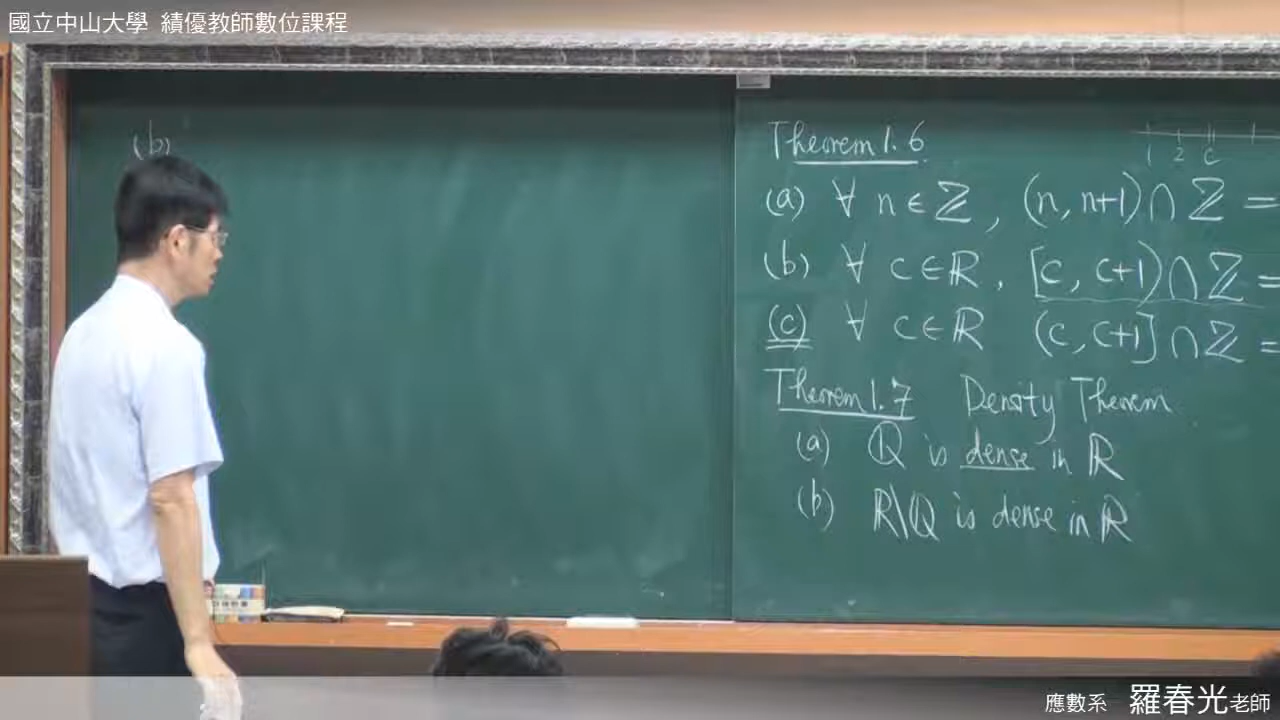 國立中山大學 績優教師數位課程
(b)
Theorem 1.6
1 2 c
(a) ∀ n∈ℤ, (n, n+1)∩ℤ =
(b) ∀ c∈ℝ, [c, c+1)∩ℤ =
(c) ∀ c∈ℝ (c, c+1]∩ℤ =
Theorem 1.7 Density Theorem
(a) ℚ is dense in ℝ
(b) ℝ\ℚ is dense in ℝ
應數系 羅春光老師